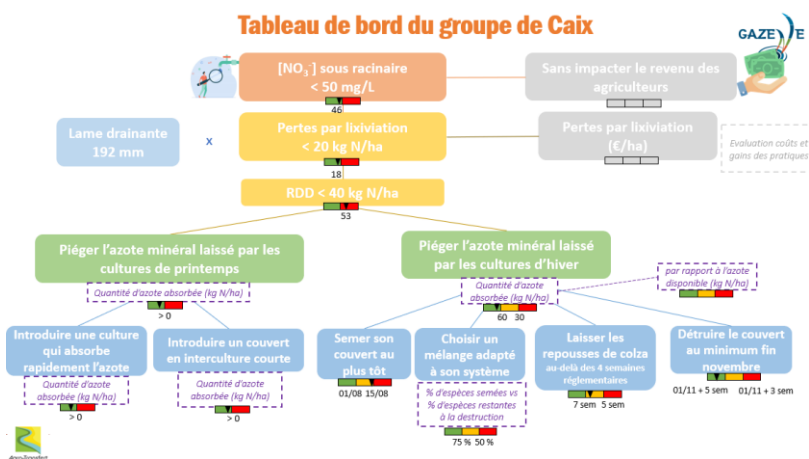 Tableau de bord du groupe de Caix
GAZE E
[NO₃⁻] sous racinaire
< 50 mg/L
46
Sans impacter le revenu des
agriculteurs
Lame drainante
192 mm
x
Pertes par lixiviation
< 20 kg N/ha
18
Pertes par lixiviation
(€/ha)
Evaluation coûts et
gains des pratiques
RDD < 40 kg N/ha
53
Piéger l'azote minéral laissé par les
cultures de printemps
Quantité d'azote absorbée (kg N/ha)
> 0
Piéger l'azote minéral laissé
par les cultures d'hiver
Quantité d'azote
absorbée (kg N/ha)
60 30
par rapport à l'azote
disponible (kg N/ha)
Introduire une culture
qui absorbe
rapidement l'azote
Quantité d'azote
absorbée (kg N/ha)
> 0
Introduire un couvert
en interculture courte
Quantité d'azote
absorbée (kg N/ha)
> 0
Semer son
couvert au
plus tôt
01/08 15/08
Choisir un
mélange adapté
à son système
% d'espèces semées vs
% d'espèces restantes
à la destruction
75 % 50 %
Laisser les
repousses de colza
au-delà des 4 semaines
réglementaires
7 sem 5 sem
Détruire le couvert
au minimum fin
novembre
01/11 + 5 sem 01/11 + 3 sem
Agro-Transfert